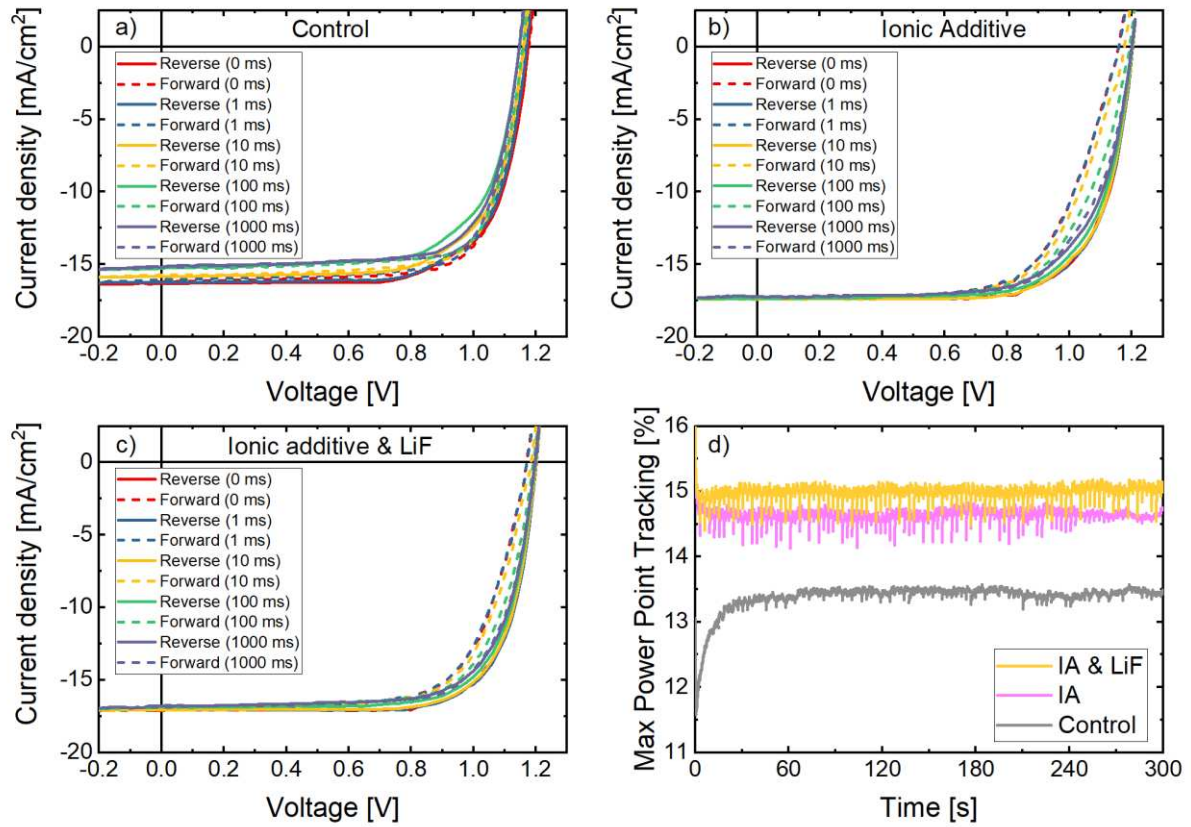 a) Control
Current density [mA/cm²]
0
-5
-10
-15
-20
Reverse (0 ms)
Forward (0 ms)
Reverse (1 ms)
Forward (1 ms)
Reverse (10 ms)
Forward (10 ms)
Reverse (100 ms)
Forward (100 ms)
Reverse (1000 ms)
Forward (1000 ms)
-0.2 0.0 0.2 0.4 0.6 0.8 1.0 1.2
Voltage [V]
b) Ionic Additive
Current density [mA/cm²]
0
-5
-10
-15
-20
Reverse (0 ms)
Forward (0 ms)
Reverse (1 ms)
Forward (1 ms)
Reverse (10 ms)
Forward (10 ms)
Reverse (100 ms)
Forward (100 ms)
Reverse (1000 ms)
Forward (1000 ms)
-0.2 0.0 0.2 0.4 0.6 0.8 1.0 1.2
Voltage [V]
c) Ionic additive & LiF
Current density [mA/cm²]
0
-5
-10
-15
-20
Reverse (0 ms)
Forward (0 ms)
Reverse (1 ms)
Forward (1 ms)
Reverse (10 ms)
Forward (10 ms)
Reverse (100 ms)
Forward (100 ms)
Reverse (1000 ms)
Forward (1000 ms)
-0.2 0.0 0.2 0.4 0.6 0.8 1.0 1.2
Voltage [V]
d)
Max Power Point Tracking [%]
16
15
14
13
12
11
IA & LiF
IA
Control
0 60 120 180 240 300
Time [s]